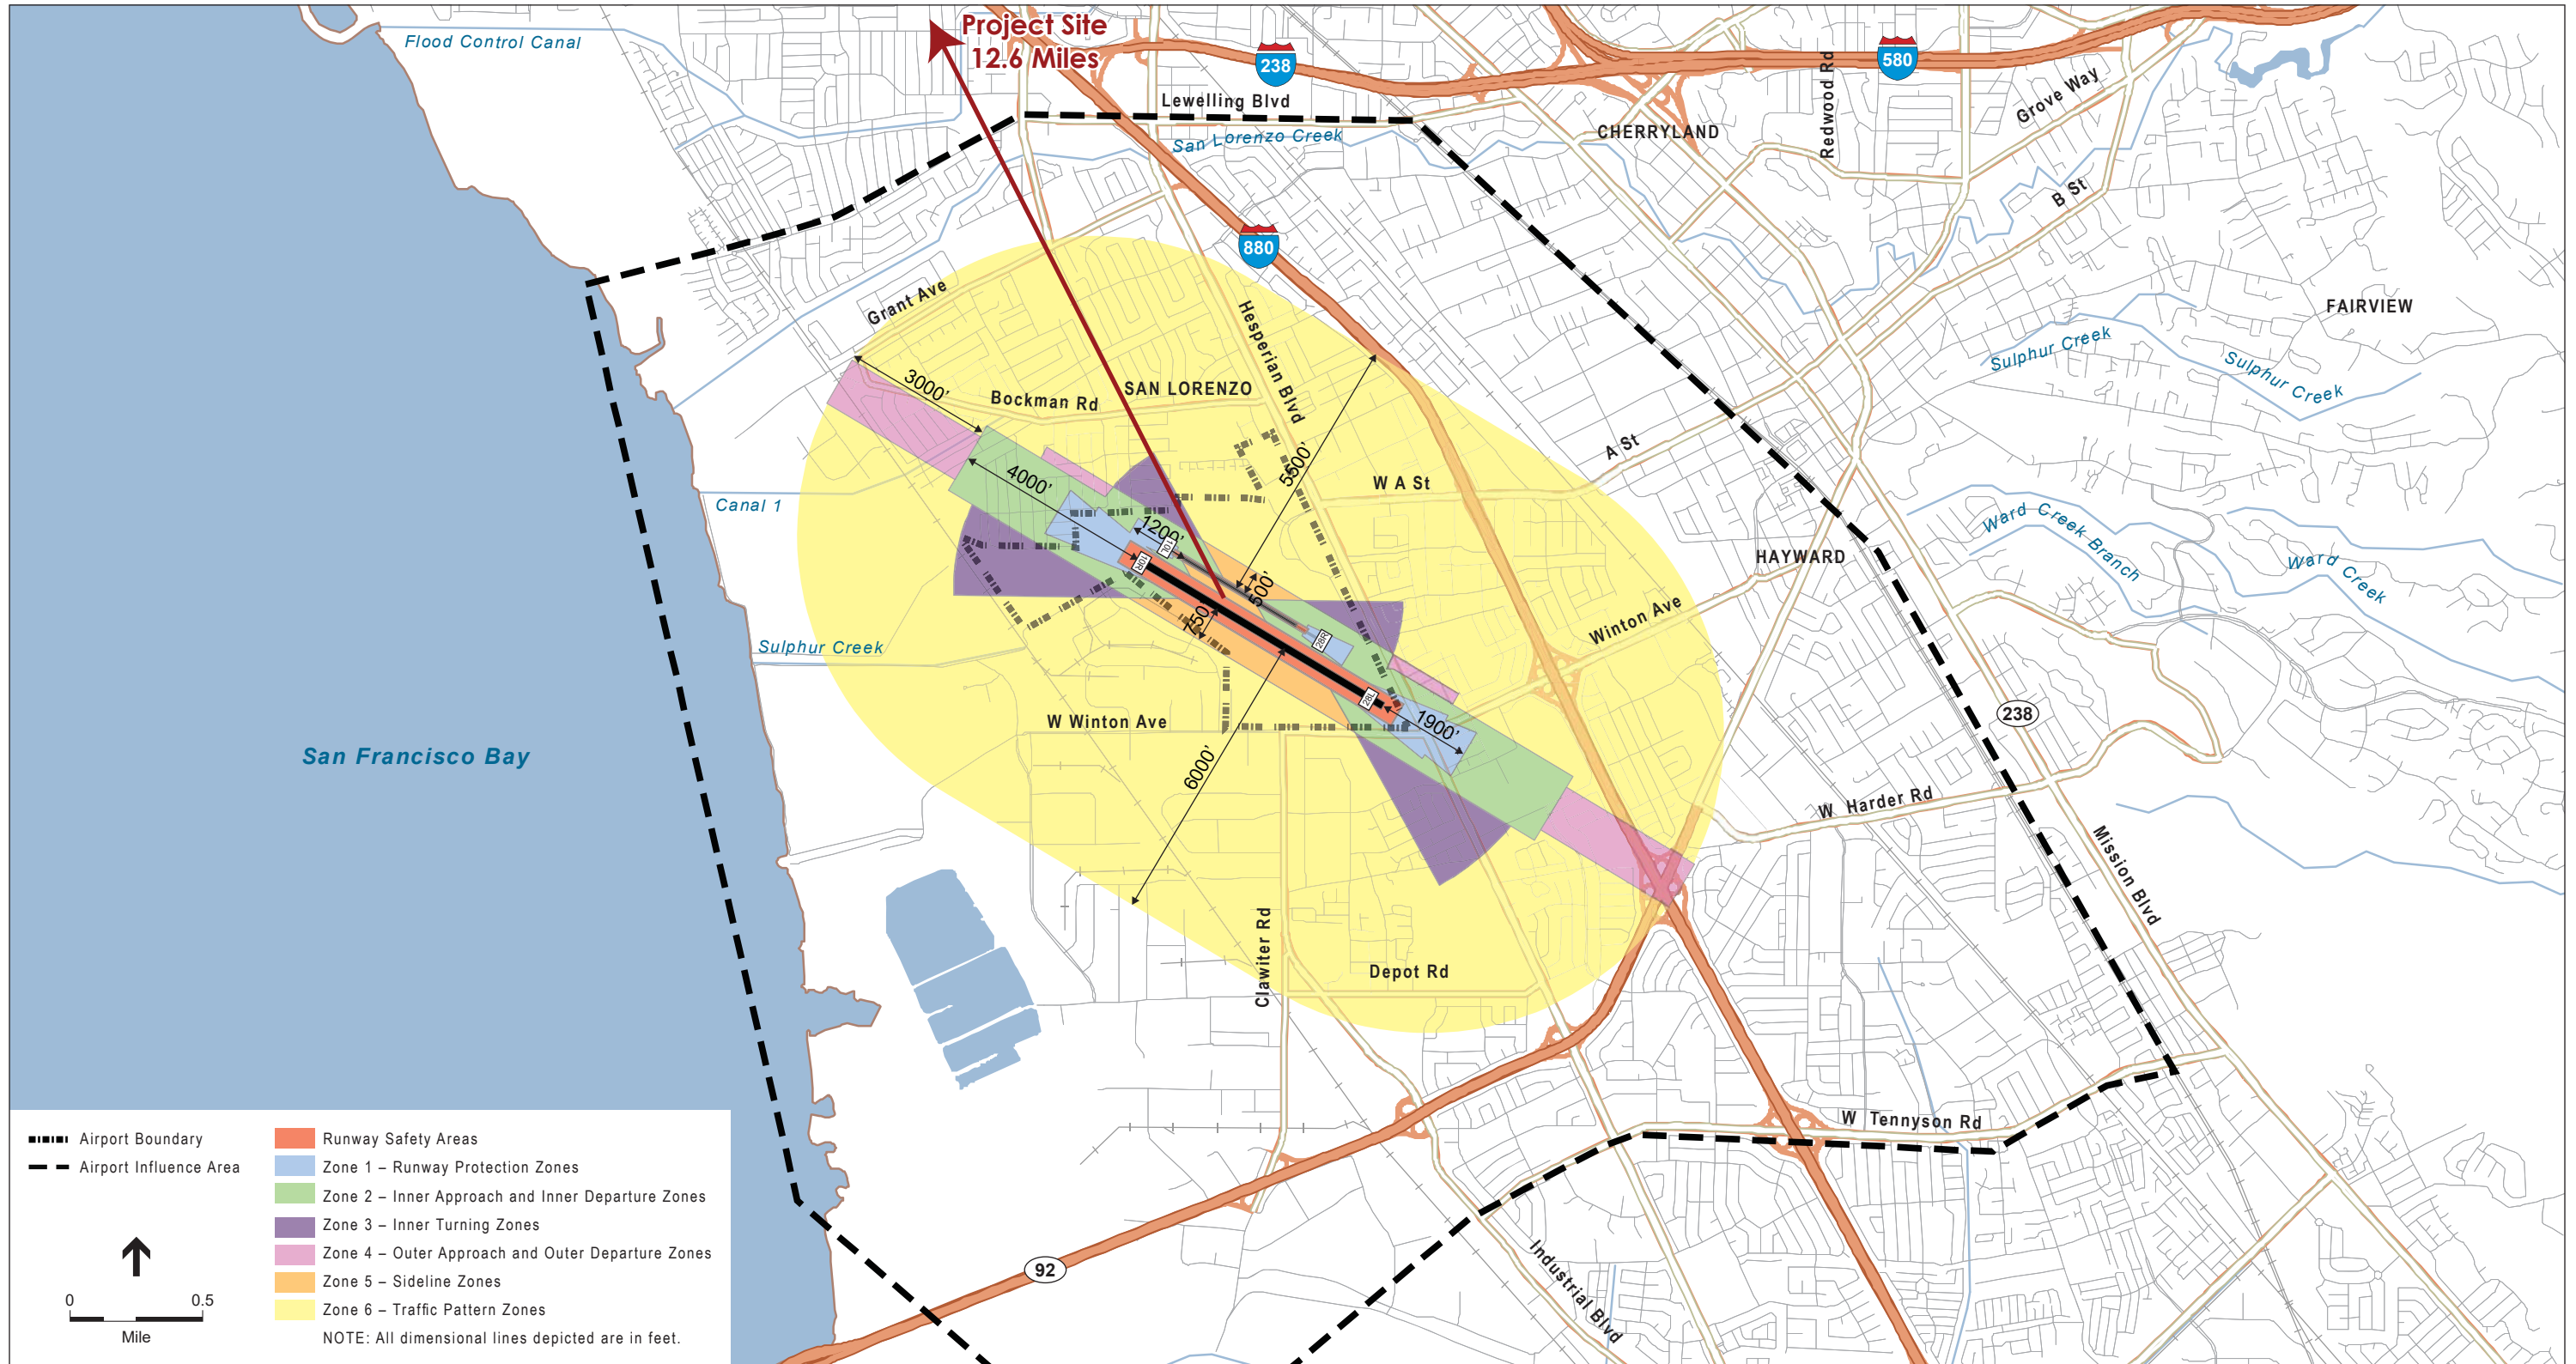 Project Site
12.6 Miles
Flood Control Canal
238
580
Lewelling Blvd
San Lorenzo Creek
CHERRYLAND
Redwood Rd
Grove Way
B St
880
Grant Ave
Hesperian Blvd
FAIRVIEW
Sulphur Creek
Sulphur Creek
3000'
Bockman Rd
SAN LORENZO
5500'
A St
W A St
4000'
Canal 1
1200'
10L
10R
HAYWARD
Ward Creek Branch
Ward Creek
500'
750'
Winton Ave
28R
Sulphur Creek
28L
1900'
W Winton Ave
238
San Francisco Bay
6000'
W Harder Rd
Mission Blvd
Clawiter Rd
Depot Rd
W Tennyson Rd
92
Industrial Blvd
Airport Boundary
Airport Influence Area
0 0.5
Mile
Runway Safety Areas
Zone 1 – Runway Protection Zones
Zone 2 – Inner Approach and Inner Departure Zones
Zone 3 – Inner Turning Zones
Zone 4 – Outer Approach and Outer Departure Zones
Zone 5 – Sideline Zones
Zone 6 – Traffic Pattern Zones
NOTE: All dimensional lines depicted are in feet.